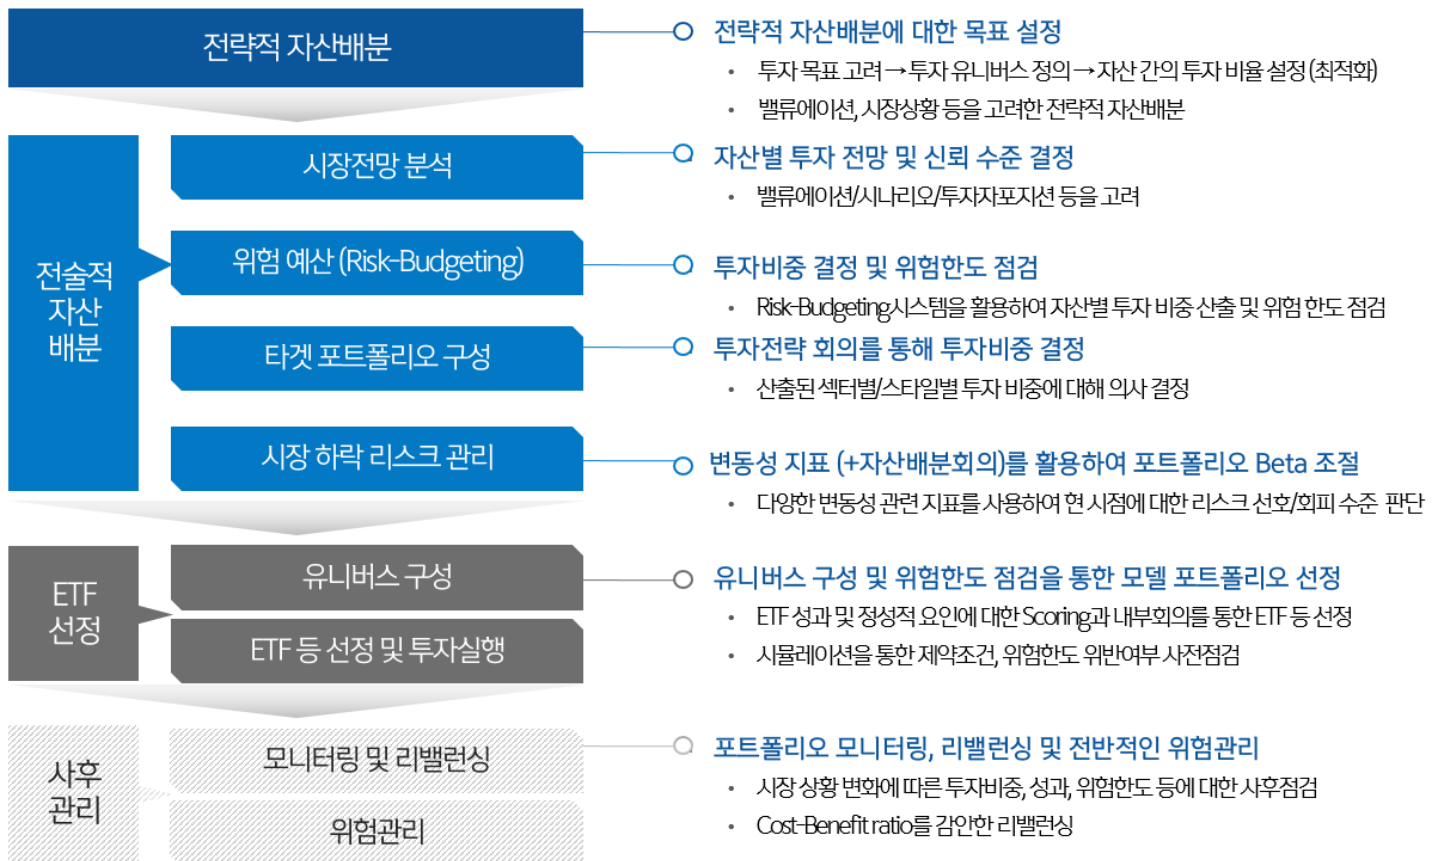 전략적 자산배분
전략적 자산배분에 대한 목표 설정
• 투자 목표 고려 → 투자 유니버스 정의 → 자산 간의 투자 비율 설정 (최적화)
• 밸류에이션, 시장상황 등을 고려한 전략적 자산배분
전술적
자산
배분
시장전망 분석
자산별 투자 전망 및 신뢰 수준 결정
• 밸류에이션/시나리오/투자자포지션 등을 고려
위험 예산 (Risk-Budgeting)
투자비중 결정 및 위험한도 점검
• Risk-Budgeting시스템을 활용하여 자산별 투자 비중 산출 및 위험 한도 점검
타겟 포트폴리오 구성
투자전략 회의를 통해 투자비중 결정
• 산출된 섹터별/스타일별 투자 비중에 대해 의사 결정
시장 하락 리스크 관리
변동성 지표 (+자산배분회의)를 활용하여 포트폴리오 Beta 조절
• 다양한 변동성 관련 지표를 사용하여 현 시점에 대한 리스크 선호/회피 수준 판단
ETF
선정
유니버스 구성
ETF 등 선정 및 투자실행
유니버스 구성 및 위험한도 점검을 통한 모델 포트폴리오 선정
• ETF 성과 및 정성적 요인에 대한 Scoring과 내부회의를 통한 ETF 등 선정
• 시뮬레이션을 통한 제약조건, 위험한도 위반여부 사전점검
사후
관리
모니터링 및 리밸런싱
위험관리
포트폴리오 모니터링, 리밸런싱 및 전반적인 위험관리
• 시장 상황 변화에 따른 투자비중, 성과, 위험한도 등에 대한 사후점검
• Cost-Benefit ratio를 감안한 리밸런싱